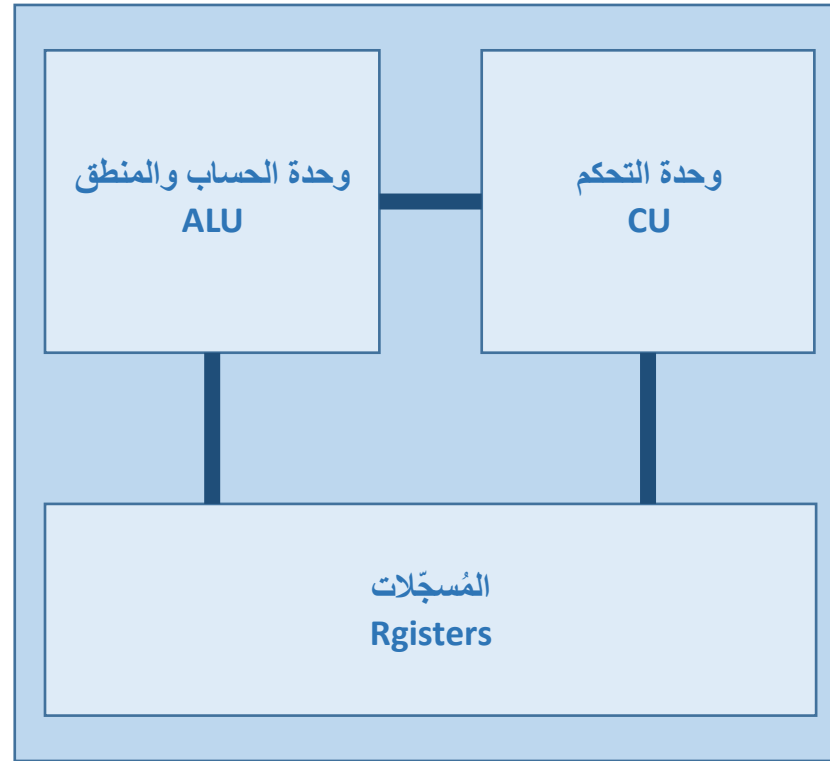 وحدة التحكم
CU
وحدة الحساب والمنطق
ALU
المُسجّلات
Rgisters